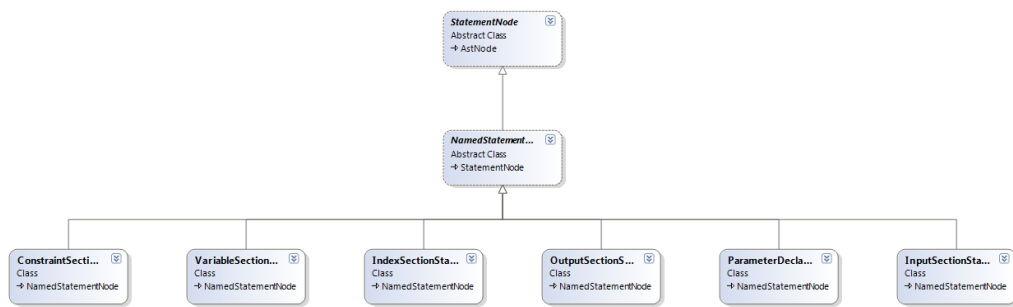 StatementNode
Abstract Class
AstNode
NamedStatement...
Abstract Class
StatementNode
ConstraintSecti...
Class
NamedStatementNode
VariableSection...
Class
NamedStatementNode
IndexSectionSta...
Class
NamedStatementNode
OutputSectionS...
Class
NamedStatementNode
ParameterDecla...
Class
NamedStatementNode
InputSectionSta...
Class
NamedStatementNode